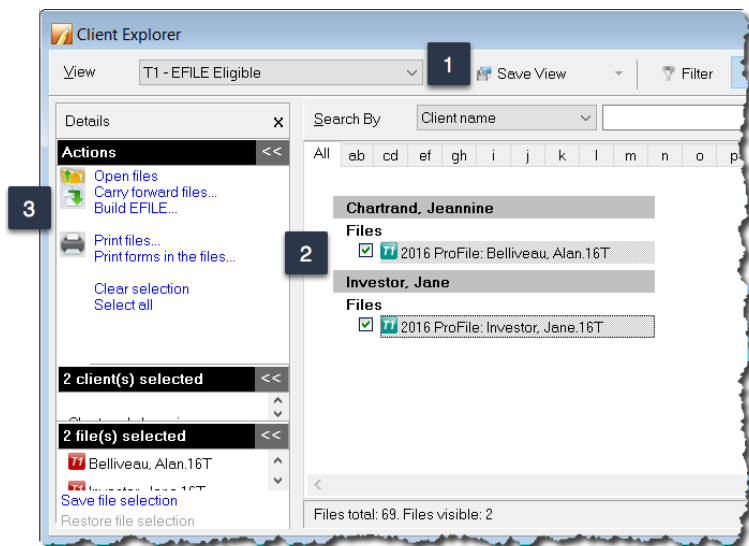 Client Explorer
View T1 - EFILE Eligible 1 Save View Filter
Details x
Search By Client name
Actions <<
All ab cd ef gh i j k l m n o
Open files
Carry forward files...
3
Build EFILE...
Chartrand, Jeannine
Files
Print files...
2
2016 ProFile: Belliveau, Alan.16T
Print forms in the files...
Investor, Jane
Clear selection
Files
Select all
2016 ProFile: Investor, Jane.16T
2 client(s) selected <<
2 file(s) selected <<
T1 Belliveau, Alan.16T
Save file selection
Restore file selection
Files total: 69. Files visible: 2